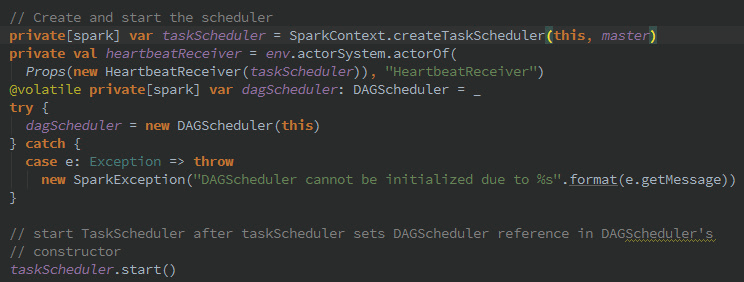 // Create and start the scheduler
private[spark] var taskScheduler = SparkContext.createTaskScheduler(this, master)
private val heartbeatReceiver = env.actorSystem.actorOf(
  Props(new HeartbeatReceiver(taskScheduler)), "HeartbeatReceiver")
@volatile private[spark] var dagScheduler: DAGScheduler = _
try {
  dagScheduler = new DAGScheduler(this)
} catch {
  case e: Exception => throw
    new SparkException("DAGScheduler cannot be initialized due to %s".format(e.getMessage))
}
// start TaskScheduler after taskScheduler sets DAGScheduler reference in DAGScheduler's
// constructor
taskScheduler.start()